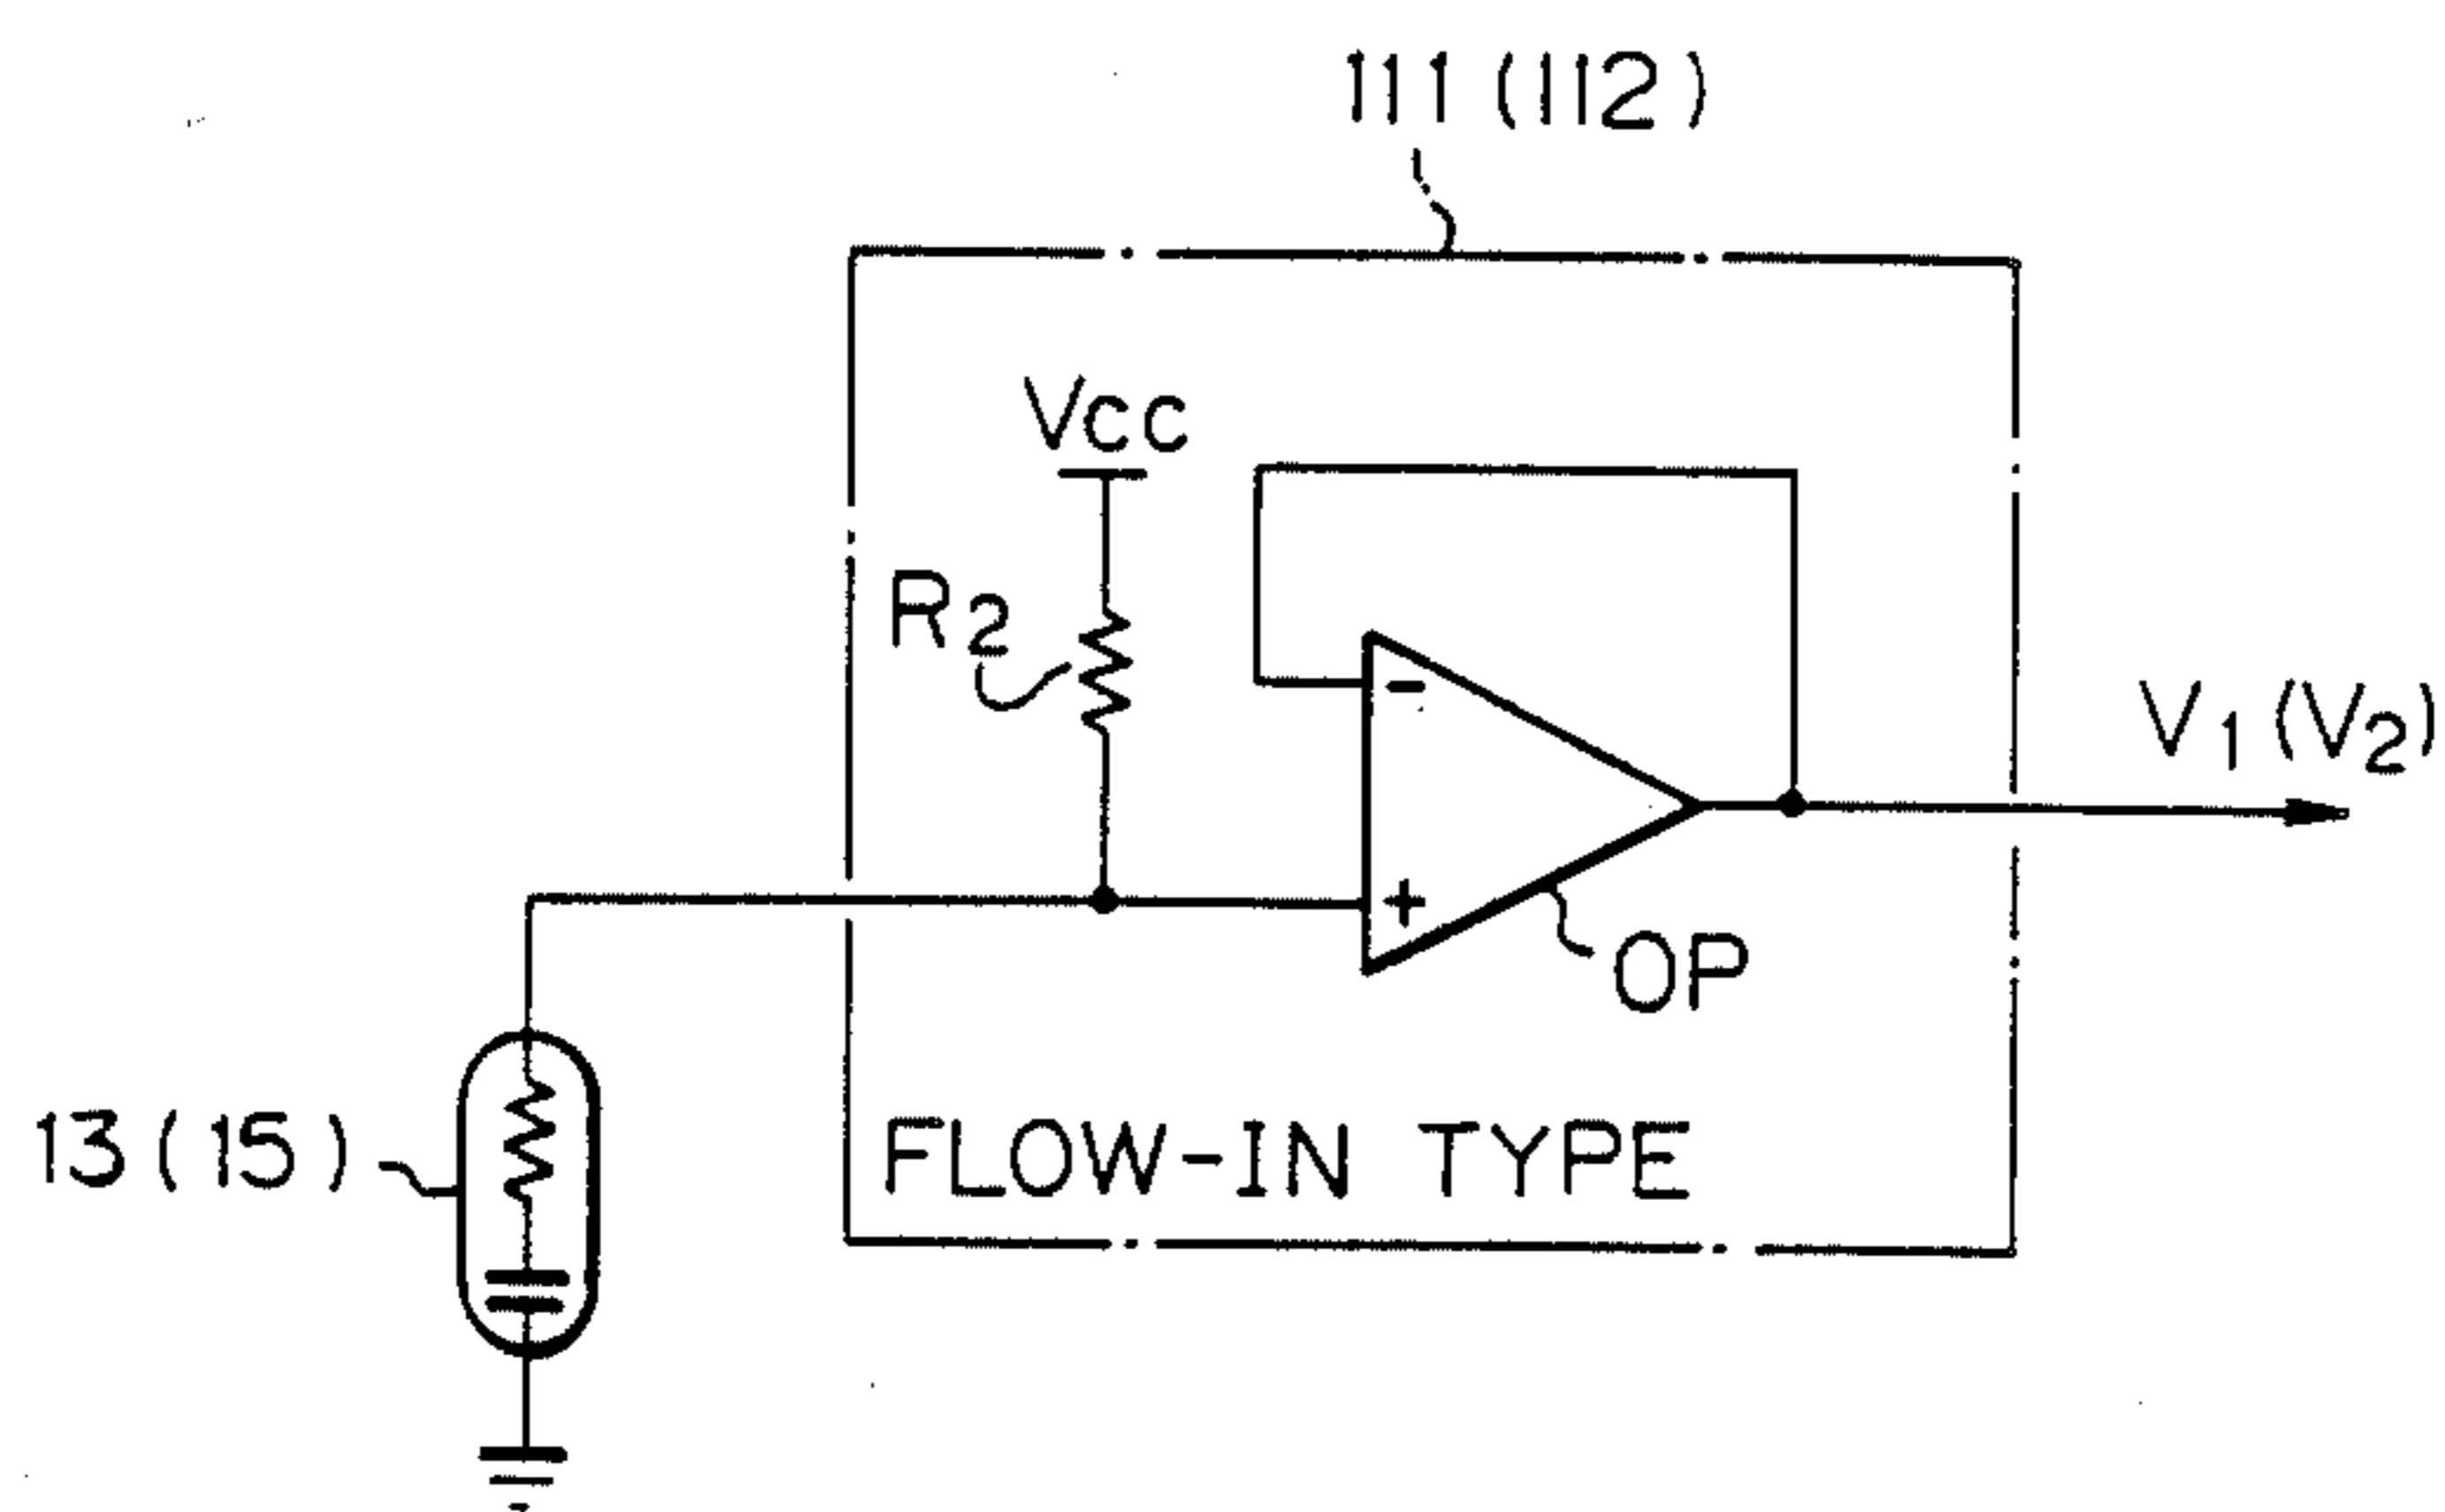 111 (112)
Vcc
R2
V1 (V2)
- 
+
OP
13 (15)
FLOW-IN TYPE